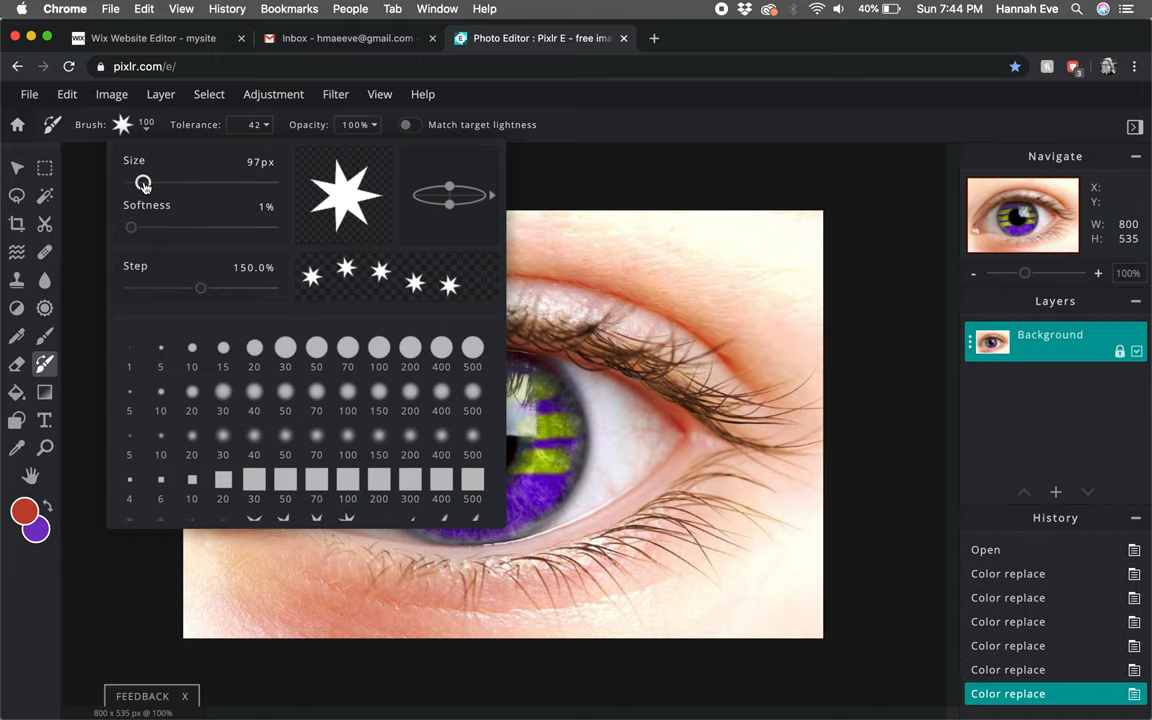 Chrome File Edit View History Bookmarks People Tab Window Help 40% Sun 7:44 PM Hannah Eve
WIX Wix Website Editor - mysite Inbox - hmaeeve@gmail.com - Photo Editor : Pixlr E - free ima
pixlr.com/e/ 3
File Edit Image Layer Select Adjustment Filter View Help
Brush: 100 Tolerance: 42 Opacity: 100% Match target lightness
Size 97px
Softness 1%
Step 150.0%
1 5 10 15 20 30 50 70 100 200 400 500
5 10 20 30 40 50 70 100 150 200 400 500
5 10 20 30 40 50 70 100 150 200 400 500
4 6 10 20 30 50 70 100 200 300 400 500
Navigate
X:
Y:
W: 800
H: 535
- + 100%
Layers
Background
History
Open
Color replace
Color replace
Color replace
Color replace
Color replace
Color replace
FEEDBACK X
800 x 535 px @ 100%